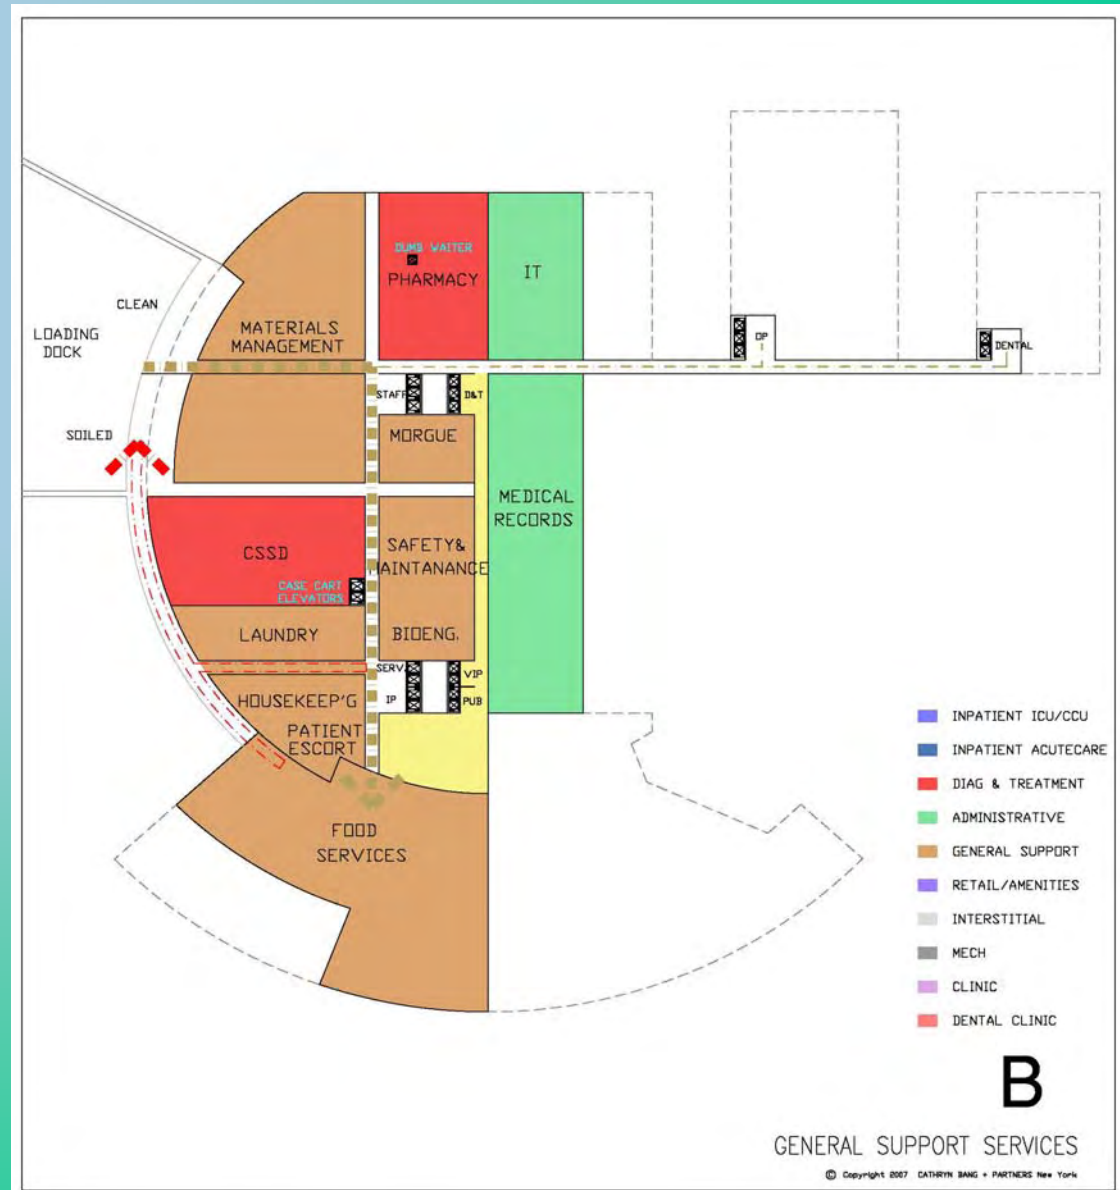 DUMB WAITER
PHARMACY
IT
CLEAN
LOADING
DOCK
MATERIALS
MANAGEMENT
OP
DENTAL
STAFF
D&T
SOILED
MORGUE
MEDICAL
RECORDS
CSSD
SAFETY&
MAINTANANCE
CASE CART
ELEVATORS
LAUNDRY
BIOENG.
SERV.
VIP
HOUSEKEEP'G
IP
PUB
PATIENT
ESCORT
FOOD
SERVICES
INPATIENT ICU/CCU
INPATIENT ACUTECARE
DIAG & TREATMENT
ADMINISTRATIVE
GENERAL SUPPORT
RETAIL/AMENITIES
INTERSTITIAL
MECH
CLINIC
DENTAL CLINIC
B
GENERAL SUPPORT SERVICES
© Copyright 2007 CATHRYN BANG + PARTNERS New York